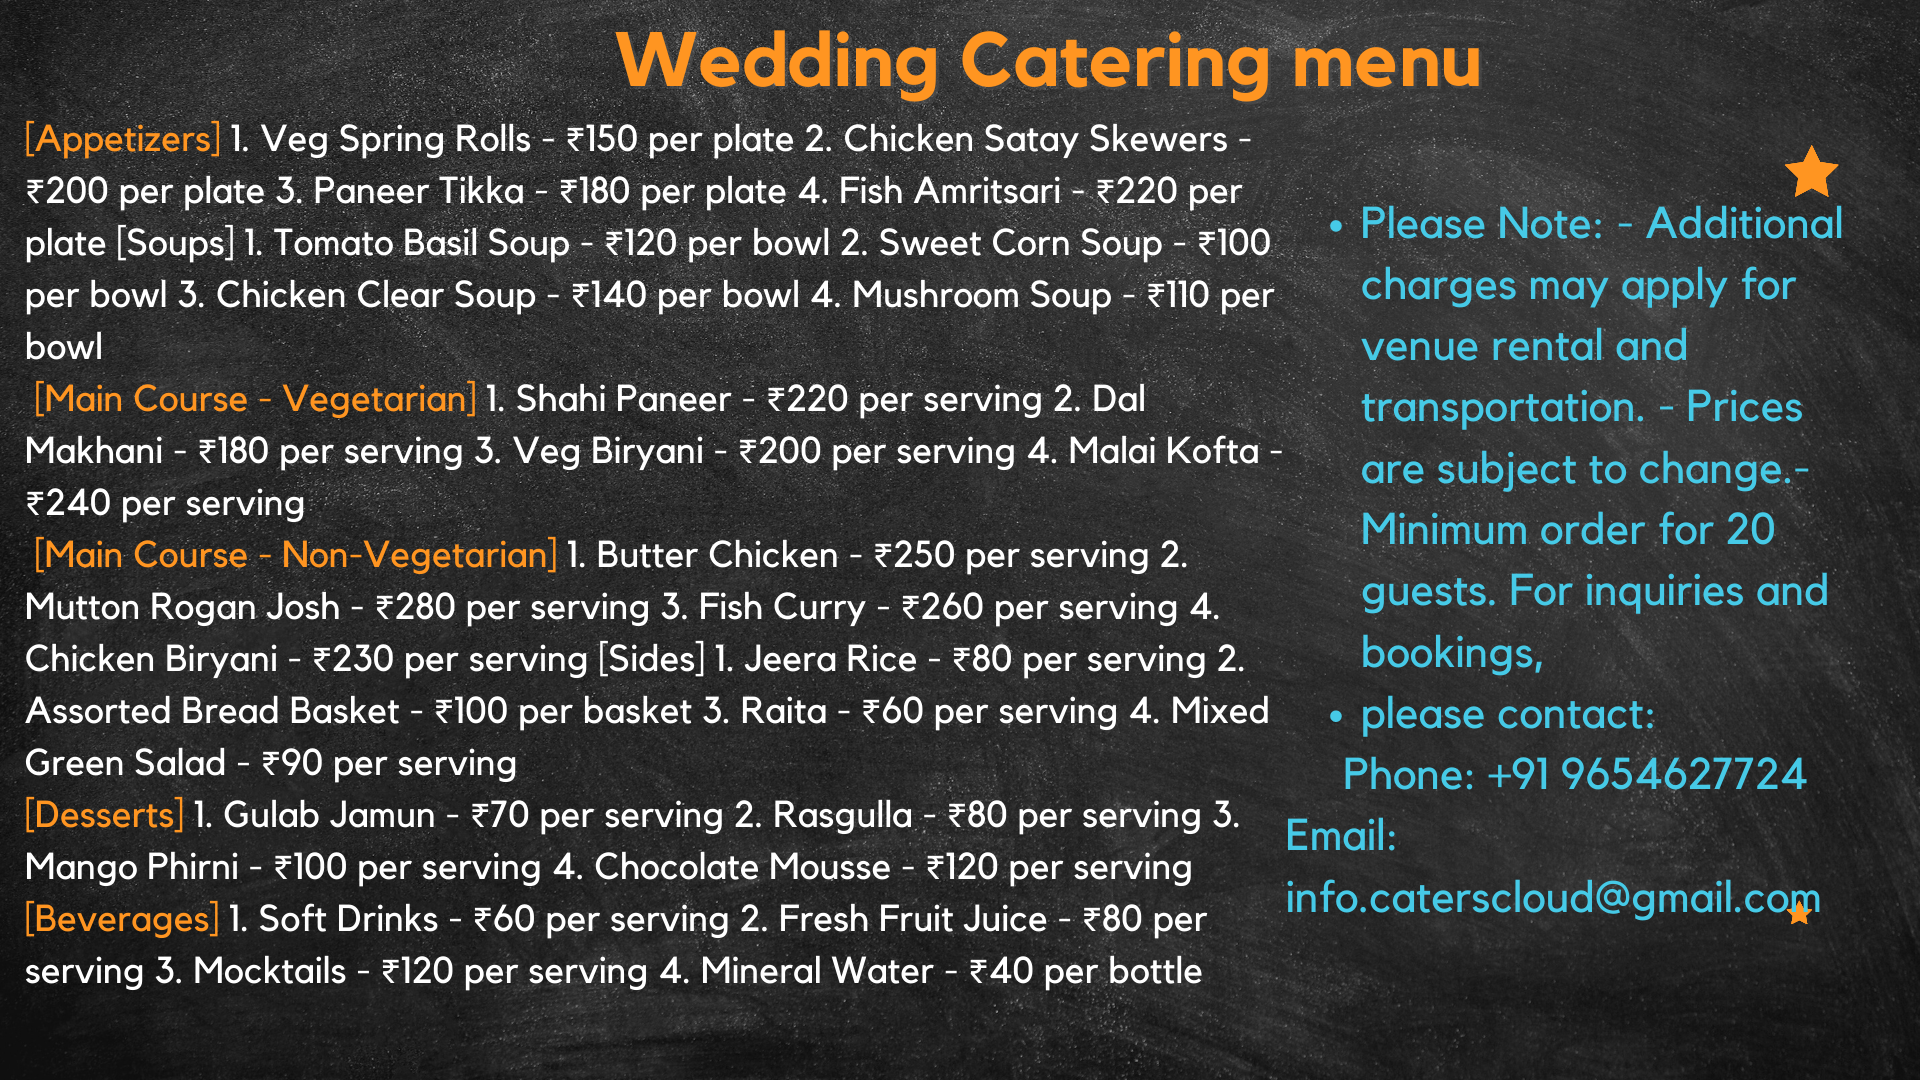 Wedding Catering menu
[Appetizers] 1. Veg Spring Rolls - ₹150 per plate 2. Chicken Satay Skewers -
₹200 per plate 3. Paneer Tikka - ₹180 per plate 4. Fish Amritsari - ₹220 per
plate [Soups] 1. Tomato Basil Soup - ₹120 per bowl 2. Sweet Corn Soup - ₹100
per bowl 3. Chicken Clear Soup - ₹140 per bowl 4. Mushroom Soup - ₹110 per
bowl
[Main Course - Vegetarian] 1. Shahi Paneer - ₹220 per serving 2. Dal
Makhani - ₹180 per serving 3. Veg Biryani - ₹200 per serving 4. Malai Kofta -
₹240 per serving
[Main Course - Non-Vegetarian] 1. Butter Chicken - ₹250 per serving 2.
Mutton Rogan Josh - ₹280 per serving 3. Fish Curry - ₹260 per serving 4.
Chicken Biryani - ₹230 per serving [Sides] 1. Jeera Rice - ₹80 per serving 2.
Assorted Bread Basket - ₹100 per basket 3. Raita - ₹60 per serving 4. Mixed
Green Salad - ₹90 per serving
[Desserts] 1. Gulab Jamun - ₹70 per serving 2. Rasgulla - ₹80 per serving 3.
Mango Phirni - ₹100 per serving 4. Chocolate Mousse - ₹120 per serving
[Beverages] 1. Soft Drinks - ₹60 per serving 2. Fresh Fruit Juice - ₹80 per
serving 3. Mocktails - ₹120 per serving 4. Mineral Water - ₹40 per bottle
• Please Note: - Additional
charges may apply for
venue rental and
transportation. - Prices
are subject to change.-
Minimum order for 20
guests. For inquiries and
bookings,
• please contact:
Phone: +91 9654627724
Email:
info.caterscloud@gmail.com